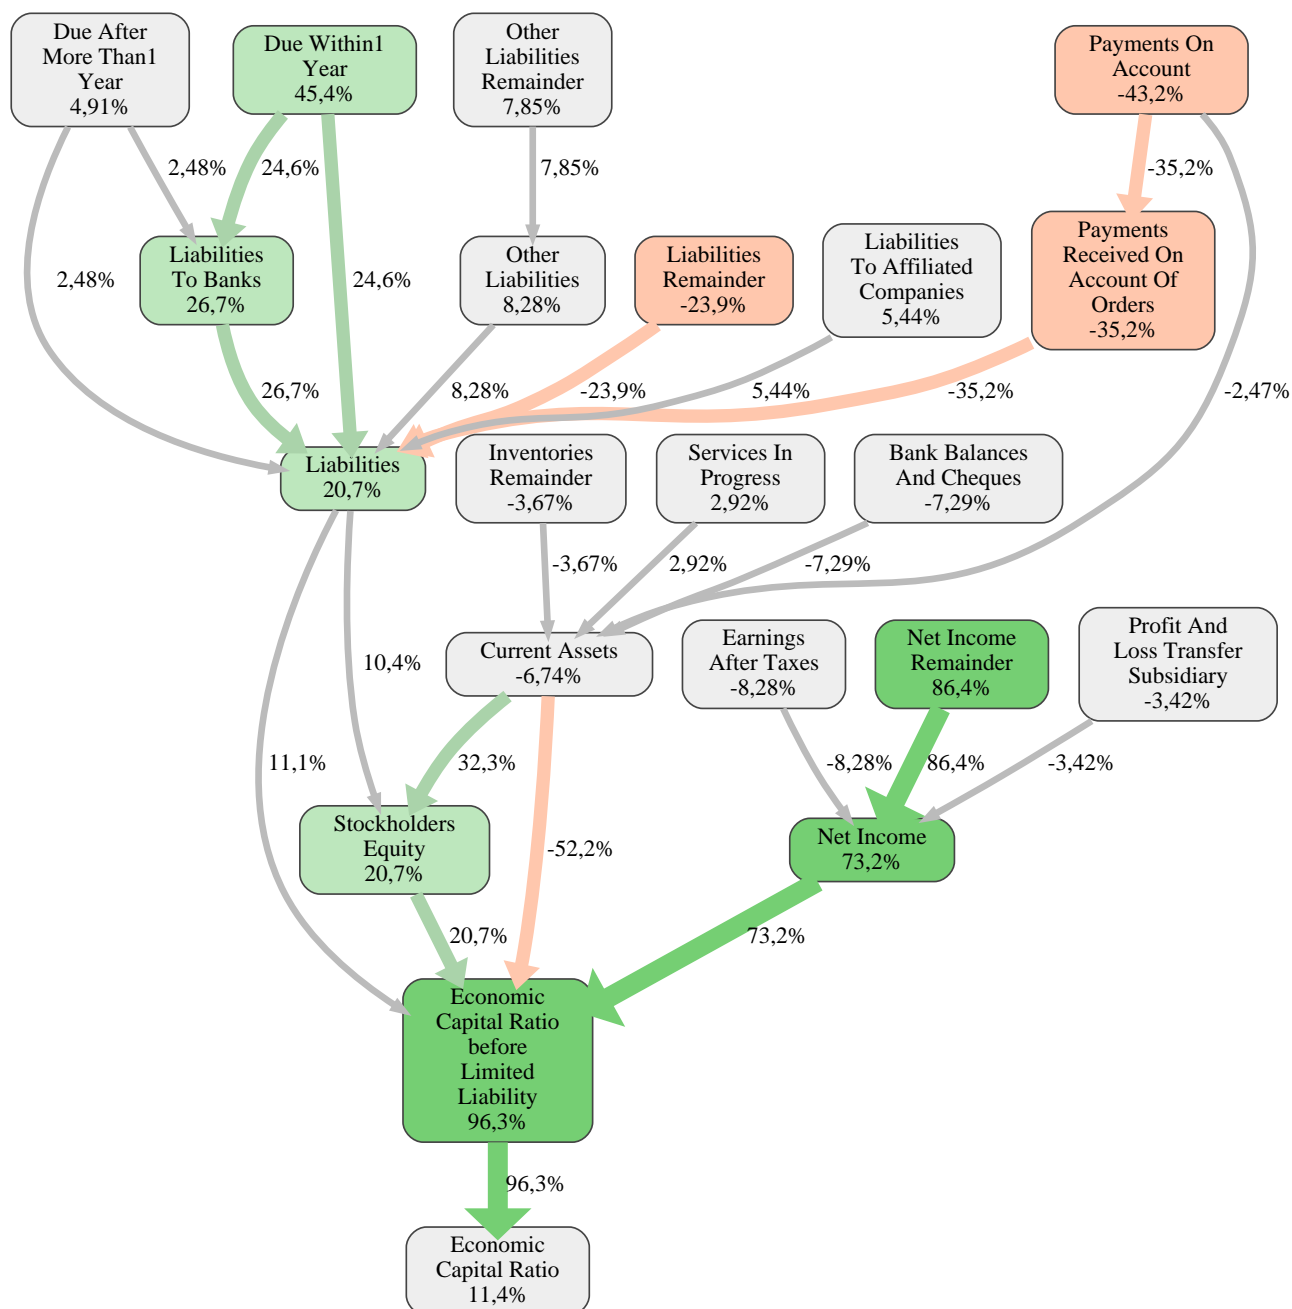 Due After
More Than1
Year
4,91%
Due Within1
Year
45,4%
Other
Liabilities
Remainder
7,85%
Payments On
Account
-43,2%
2,48%
24,6%
7,85%
-35,2%
Liabilities
To Banks
26,7%
Other
Liabilities
8,28%
Liabilities
Remainder
-23,9%
Liabilities
To Affiliated
Companies
5,44%
Payments
Received On
Account Of
Orders
-35,2%
2,48%
24,6%
26,7%
8,28%
-23,9%
5,44%
-35,2%
-2,47%
Liabilities
20,7%
Inventories
Remainder
-3,67%
Services In
Progress
2,92%
Bank Balances
And Cheques
-7,29%
-3,67%
2,92%
-7,29%
10,4%
Current Assets
-6,74%
Earnings
After Taxes
-8,28%
Net Income
Remainder
86,4%
Profit And
Loss Transfer
Subsidiary
-3,42%
11,1%
32,3%
-8,28%
86,4%
-3,42%
Stockholders
Equity
20,7%
-52,2%
Net Income
73,2%
20,7%
73,2%
Economic
Capital Ratio
before
Limited
Liability
96,3%
96,3%
Economic
Capital Ratio
11,4%